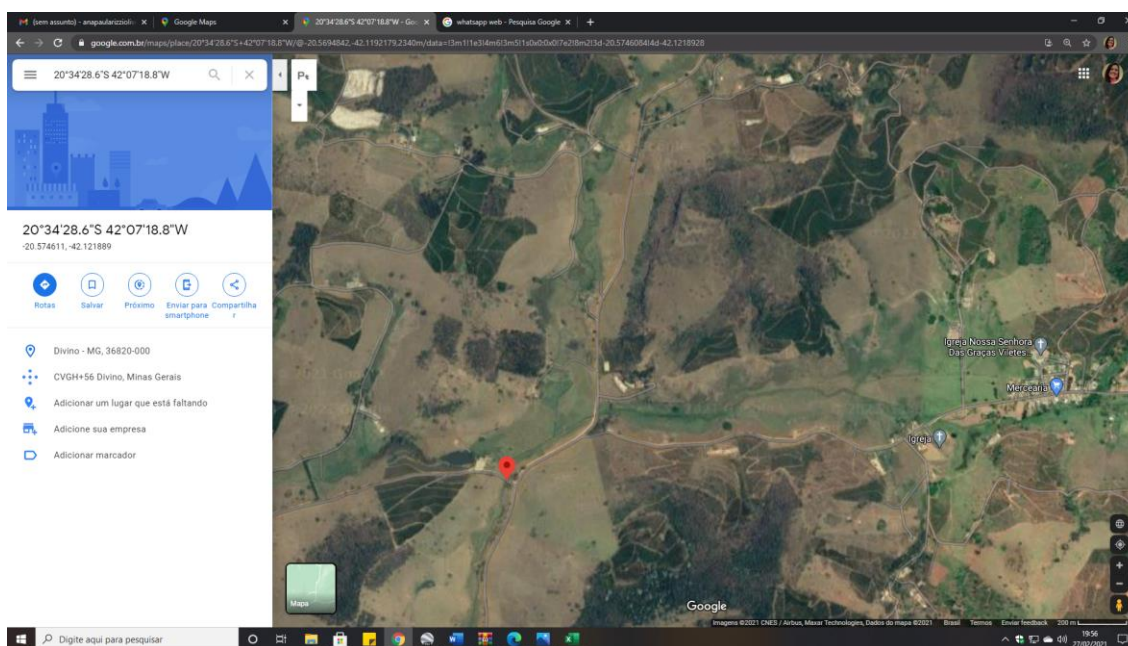 (sem assunto) - anapaularizzioli
Google Maps
20°34'28.6"S 42°07'18.8"W - Goo
whatsapp web - Pesquisa Google
google.com.br/maps/place/20°34'28.6"S+42°07'18.8"W/@-20.5694842,-42.1192179,2340m/data=!3m1!1e3!4m6!3m5!1s0x0:0x0!7e2!8m2!3d-20.5746084!4d-42.1218928
20°34'28.6"S 42°07'18.8"W
20°34'28.6"S 42°07'18.8"W
-20.574611, -42.121889
Rotas
Salvar
Próximo
Enviar para
smartphone
Compartilha
r
Divino - MG, 36820-000
CVGH+56 Divino, Minas Gerais
Adicionar um lugar que está faltando
Adicione sua empresa
Adicionar marcador
Igreja Nossa Senhora
Das Graças Viletes...
Mercearia
Igreja
Mapa
Google
Imagens ©2021 CNES / Airbus, Maxar Technologies, Dados do mapa ©2021
Brasil
Termos
Enviar feedback
200 m
Digite aqui para pesquisar
19:56
27/02/2021